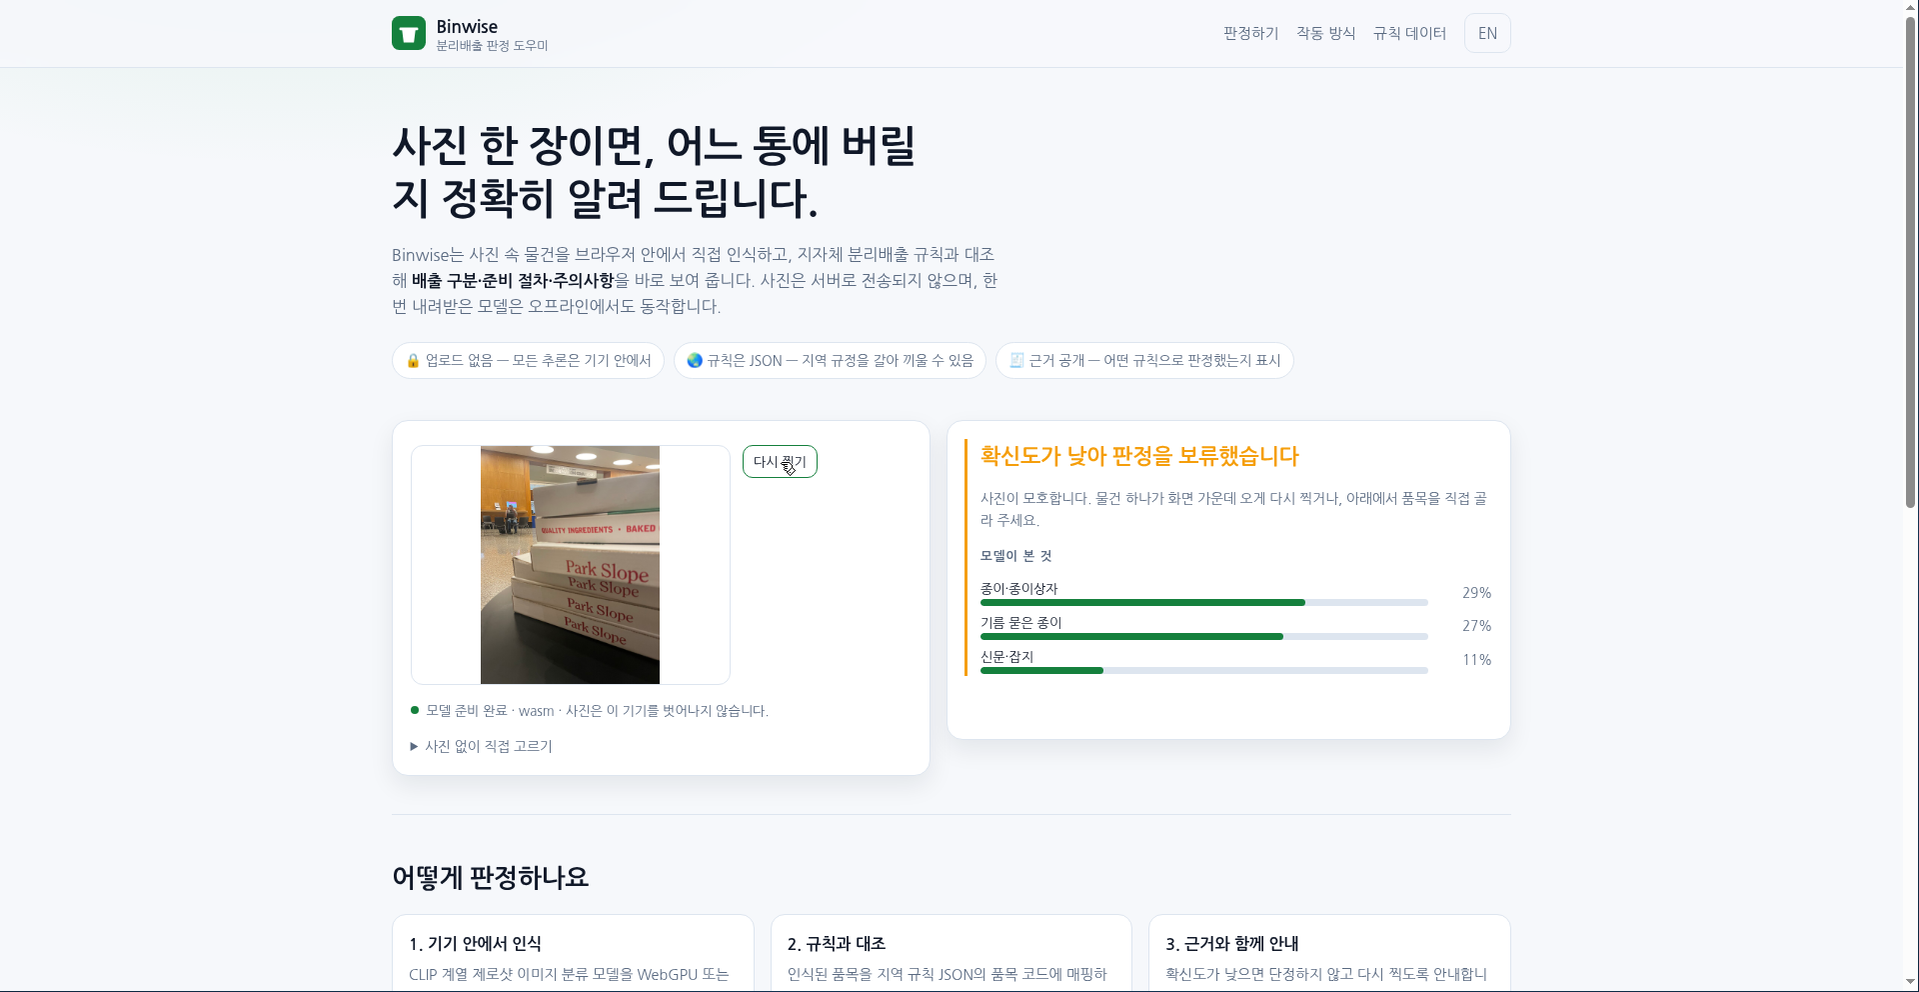 Binwise
분리배출 판정 도우미
판정하기
작동 방식
규칙 데이터
EN
사진 한 장이면, 어느 통에 버릴
지 정확히 알려 드립니다.
Binwise는 사진 속 물건을 브라우저 안에서 직접 인식하고, 지자체 분리배출 규칙과 대조
해 배출 구분·준비 절차·주의사항을 바로 보여 줍니다. 사진은 서버로 전송되지 않으며, 한
번 내려받은 모델은 오프라인에서도 동작합니다.
업로드 없음 — 모든 추론은 기기 안에서
규칙은 JSON — 지역 규정을 갈아 끼울 수 있음
근거 공개 — 어떤 규칙으로 판정했는지 표시
QUALITY INGREDIENTS · BAKED
Park Slope
Park Slope
Park Slope
Park Slope
다시 찍기
모델 준비 완료 · wasm · 사진은 이 기기를 벗어나지 않습니다.
▶ 사진 없이 직접 고르기
확신도가 낮아 판정을 보류했습니다
사진이 모호합니다. 물건 하나가 화면 가운데 오게 다시 찍거나, 아래에서 품목을 직접 골
라 주세요.
모델이 본 것
종이·종이상자
29%
기름 묻은 종이
27%
신문·잡지
11%
어떻게 판정하나요
1. 기기 안에서 인식
CLIP 계열 제로샷 이미지 분류 모델을 WebGPU 또는
2. 규칙과 대조
인식된 품목을 지역 규칙 JSON의 품목 코드에 매핑하
3. 근거와 함께 안내
확신도가 낮으면 단정하지 않고 다시 찍도록 안내합니